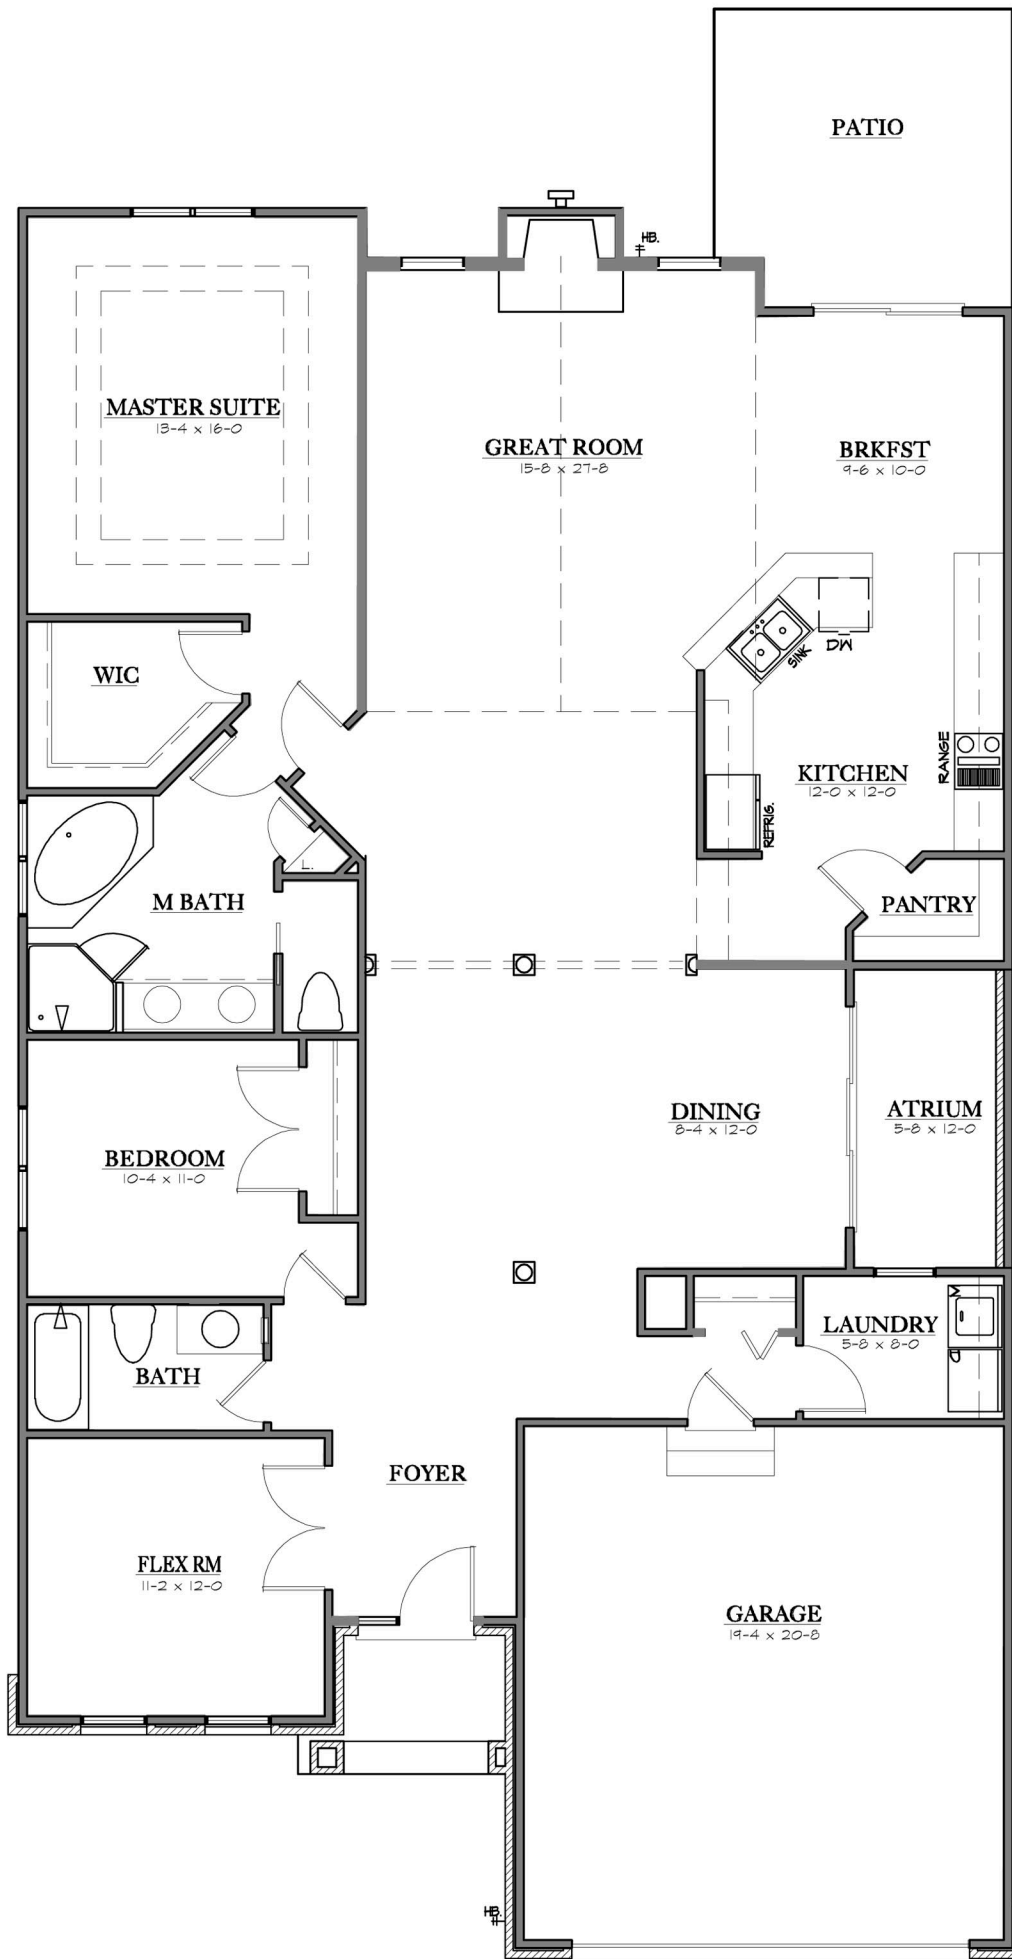 PATIO
HB.
MASTER SUITE
13-4 x 16-0
GREAT ROOM
15-8 x 27-8
BRKFST
9-6 x 10-0
SINK
DW
WIC
RANGE
KITCHEN
12-0 x 12-0
REFRIG.
L.
M BATH
PANTRY
DINING
8-4 x 12-0
ATRIUM
5-8 x 12-0
BEDROOM
10-4 x 11-0
W
LAUNDRY
5-8 x 8-0
D
BATH
FOYER
FLEX RM
11-2 x 12-0
GARAGE
19-4 x 20-8
HB.